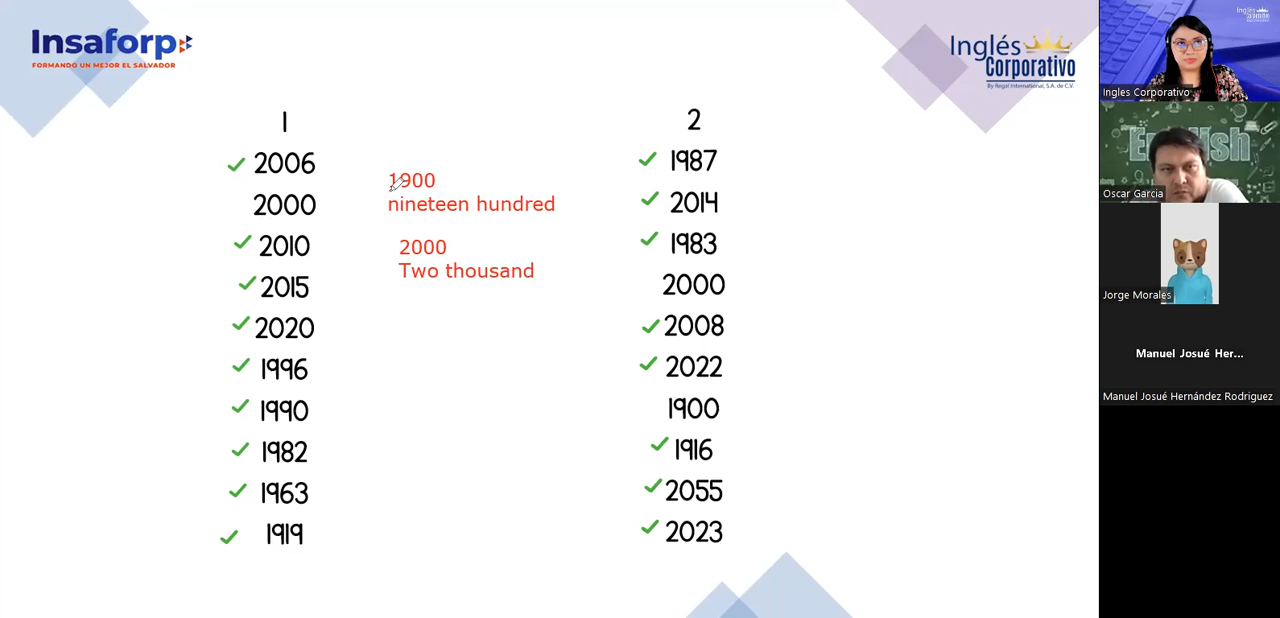 Insaforp
FORMANDO UN MEJOR EL SALVADOR
Inglés
Corporativo
By Regal International, S.A. de C.V.
1
2006
2000
2010
2015
2020
1996
1990
1982
1963
1919
1900
nineteen hundred
2000
Two thousand
2
1987
2014
1983
2000
2008
2022
1900
1916
2055
2023
Inglés
Corporativo
Ingles Corporativo
English
Oscar Garcia
Jorge Morales
Manuel Josué Her...
Manuel Josué Hernández Rodriguez